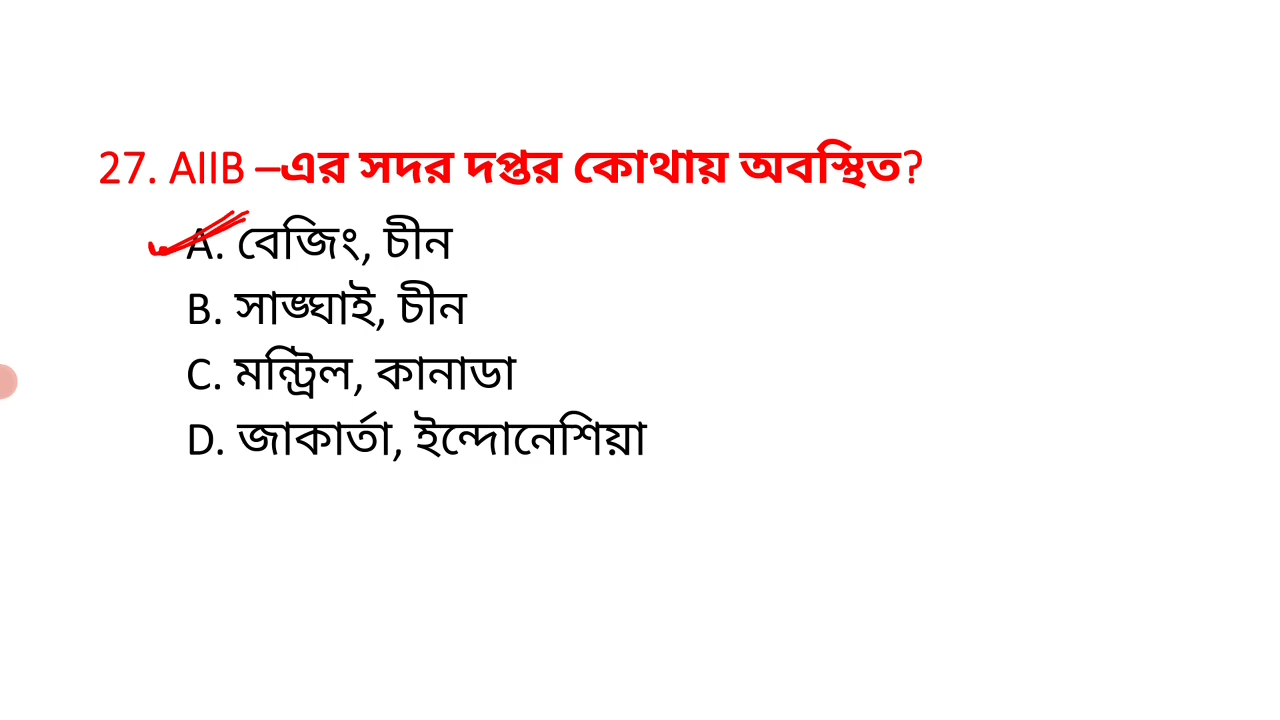 27. AIIB –এর সদর দপ্তর কোথায় অবস্থিত?
A. বেজিং, চীন
B. সাঙ্ঘাই, চীন
C. মন্ট্রিল, কানাডা
D. জাকার্তা, ইন্দোনেশিয়া